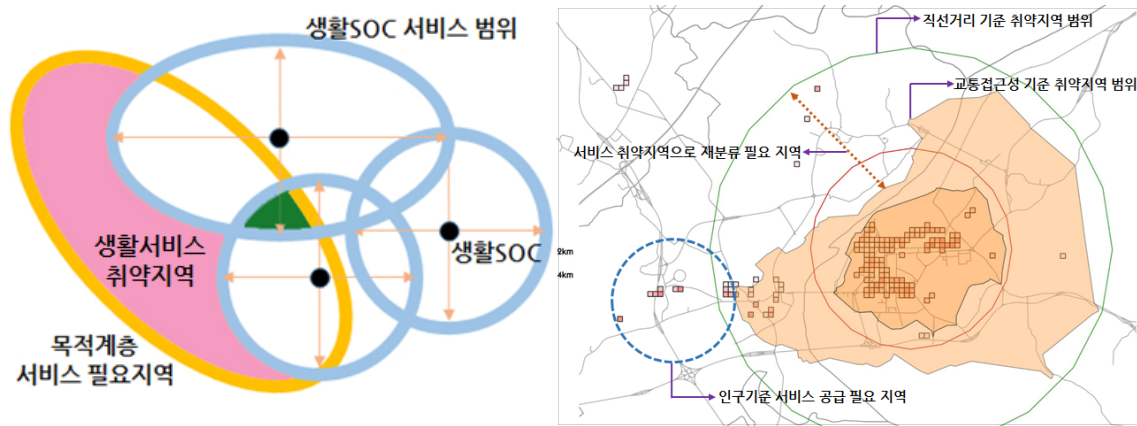 생활SOC 서비스 범위
생활서비스
취약지역
생활SOC
목적계층
서비스 필요지역
직선거리 기준 취약지역 범위
교통접근성 기준 취약지역 범위
서비스 취약지역으로 재분류 필요 지역
2km
4km
인구기준 서비스 공급 필요 지역